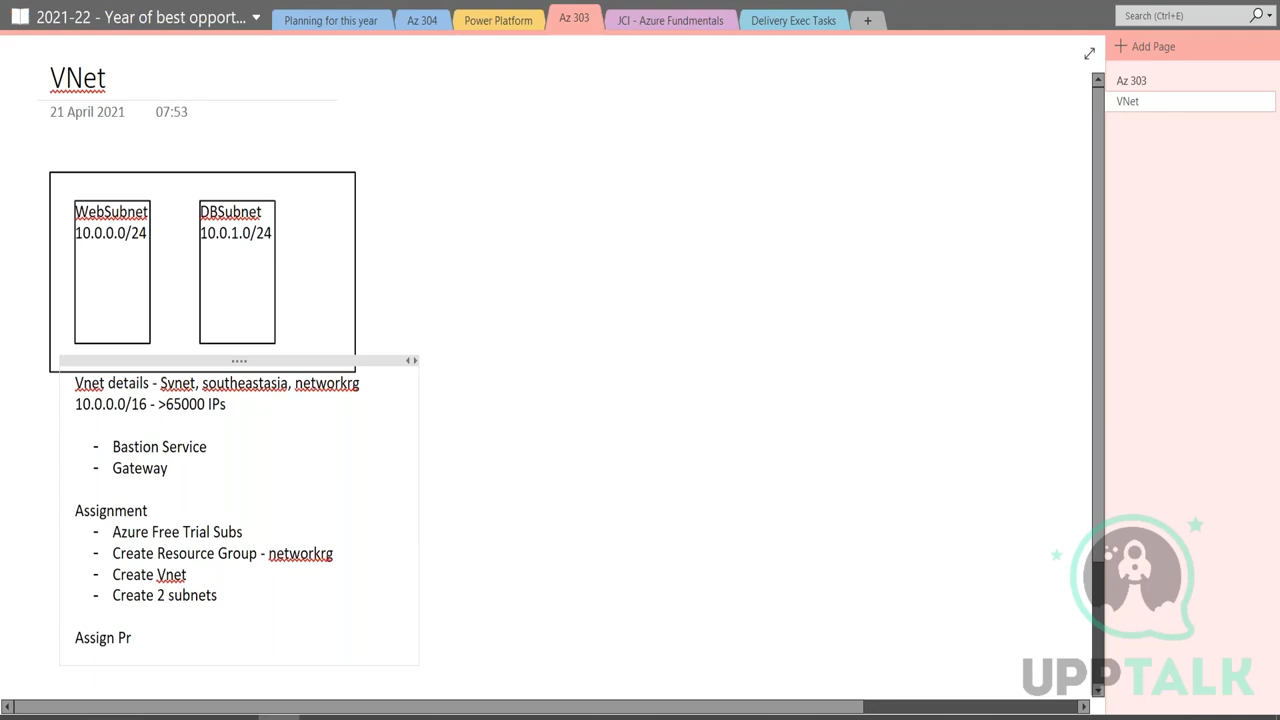 2021-22 - Year of best opport...
Planning for this year
Az 304
Power Platform
Az 303
JCI - Azure Fundmentals
Delivery Exec Tasks
+
Search (Ctrl+E)
Add Page
Az 303
VNet
VNet
21 April 2021 07:53
WebSubnet
10.0.0.0/24
DBSubnet
10.0.1.0/24
Vnet details - Svnet, southeastasia, networkrg
10.0.0.0/16 - >65000 IPs
- Bastion Service
- Gateway
Assignment
- Azure Free Trial Subs
- Create Resource Group - networkrg
- Create Vnet
- Create 2 subnets
Assign Pr
UPPTALK